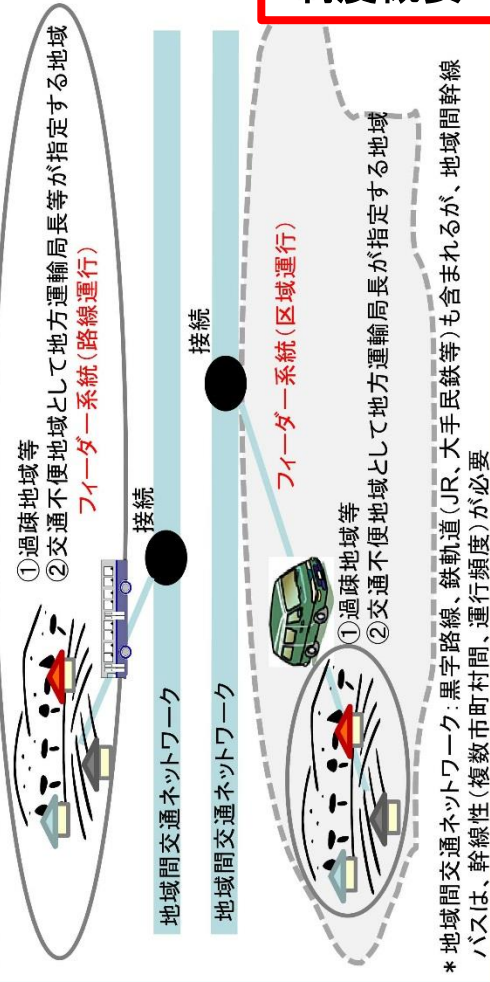 ①過疎地域等
②交通不便地域として地方運輸局長等が指定する地域
フィーダー系統(路線運行)
接続
地域間交通ネットワーク
地域間交通ネットワーク
接続
フィーダー系統(区域運行)
①過疎地域等
②交通不便地域として地方運輸局長が指定する地域
*地域間交通ネットワーク:黒字路線、鉄軌道(JR、大手民鉄等)も含まれるが、地域間幹線
バスは、幹線性(複数市町村間、運行頻度)が必要